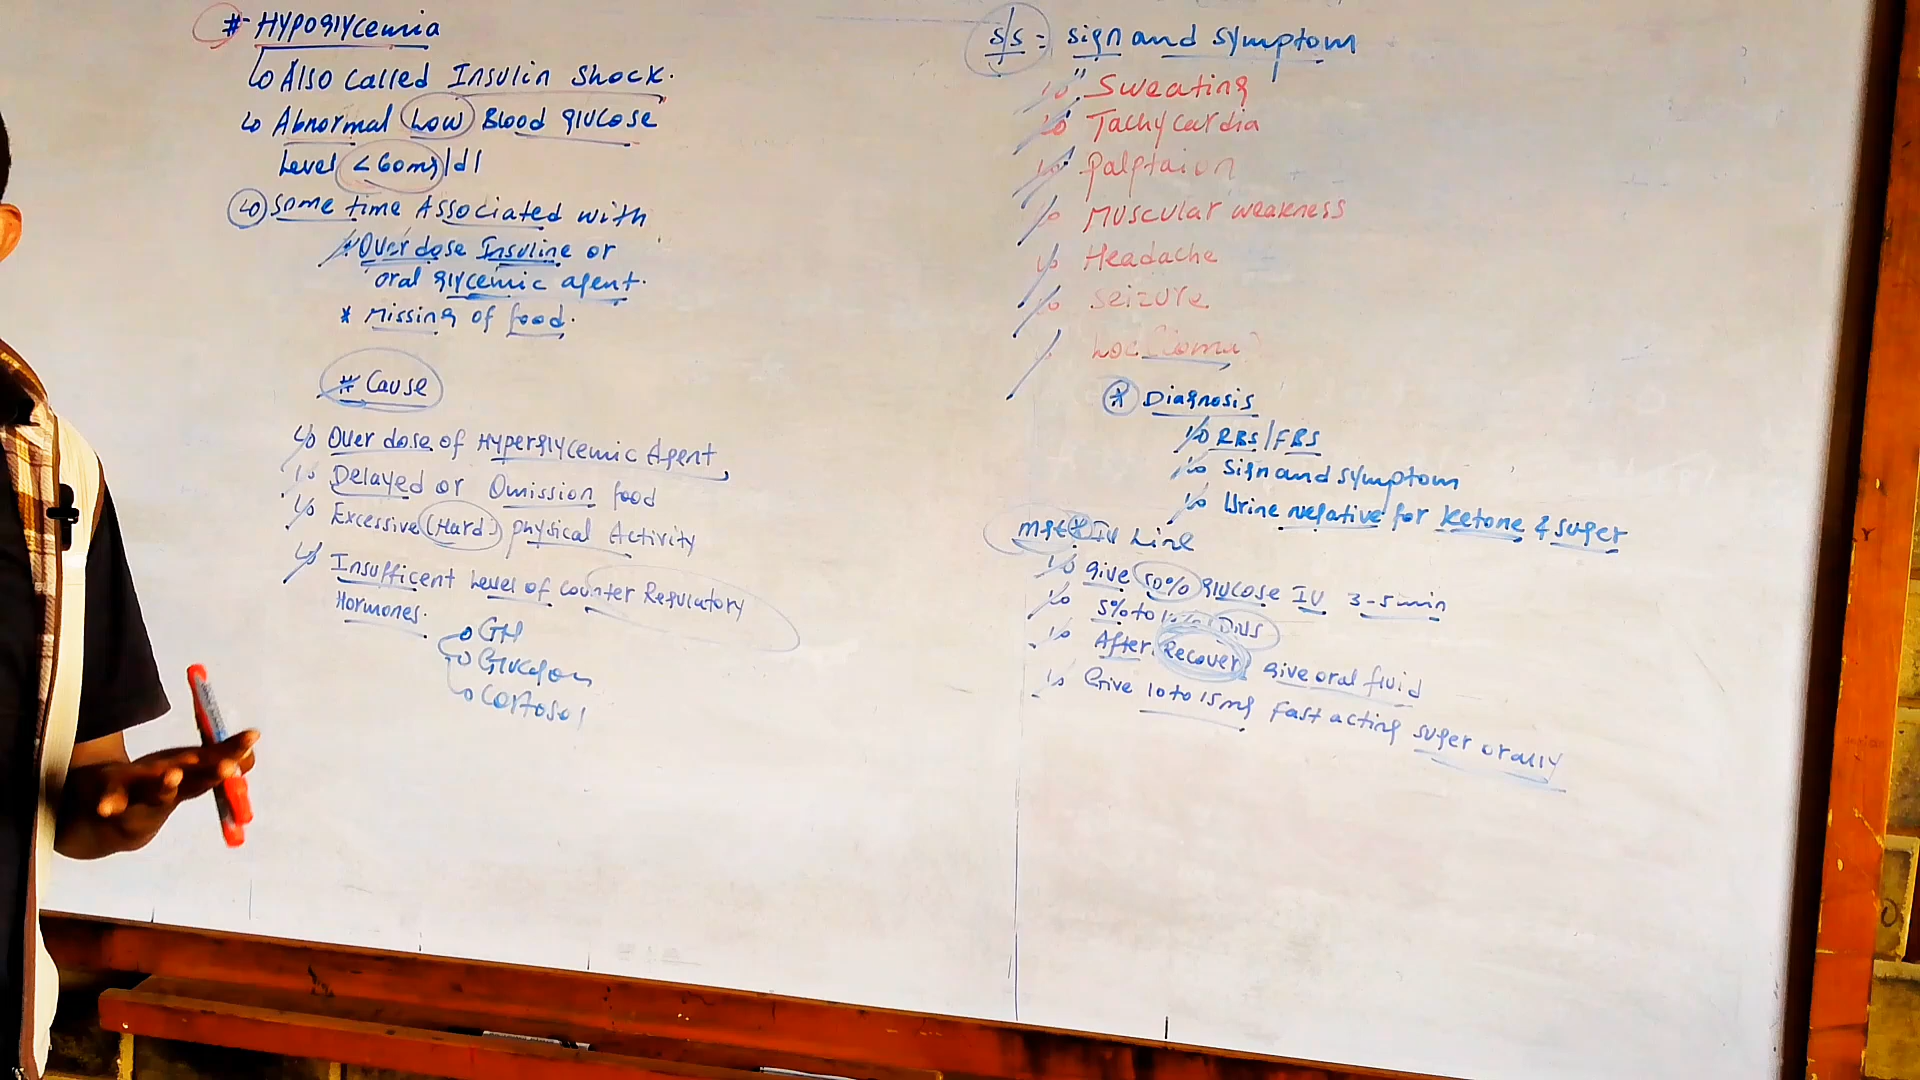 # Hypoglycemia
Also called Insulin shock.
Abnormal Low Blood glucose
Level <60mg/dl
some time Associated with
* Over dose Insuline or
oral glycemic agent.
* Missing of food.
# Cause
Over dose of Hyperglycemic Agent
Delayed or Omission food
Excessive (Hard) physical Activity
Insufficent Level of counter Regulatory
Hormones.
GH
Glucagon
Cortosol
s/s = sign and symptom
Sweating
Tachycardia
palptaion
Muscular weakness
Headache
seizure
Loc (Coma)
* Diagnosis
RBS/FBS
Sign and symptom
Urine negative for ketone & suger
mgt * IV Line
give 50% glucose IV 3-5 min
5% to DNS
After Recover give oral fluid
Give 10 to 15mg fast acting suger orally